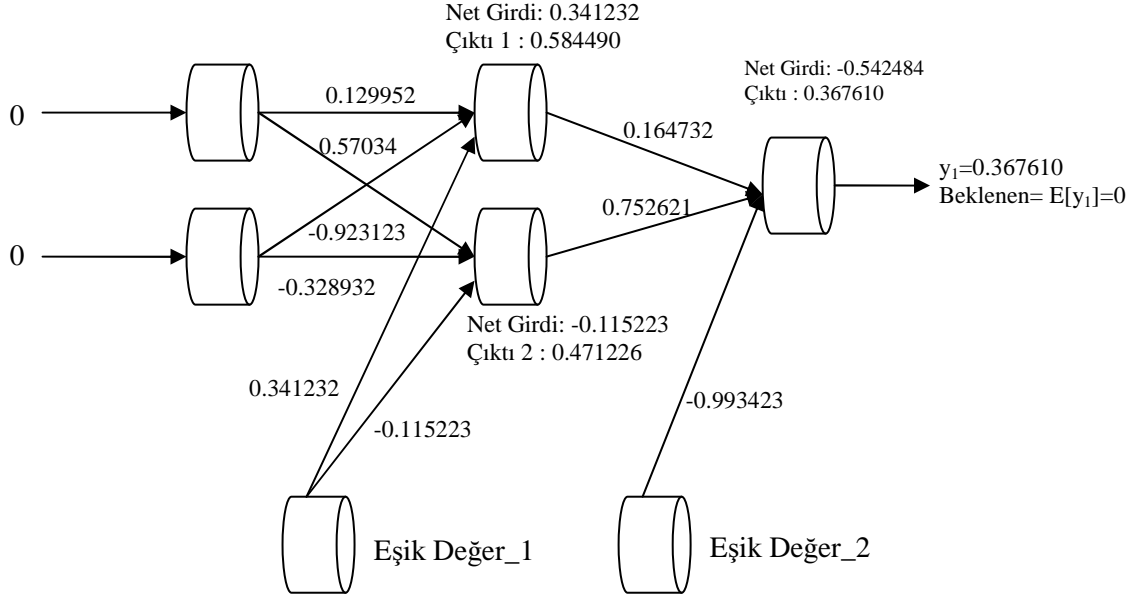 Net Girdi: 0.341232
Çıktı 1 : 0.584490
Net Girdi: -0.542484
Çıktı : 0.367610
0
0.129952
0.57034
0.164732
y₁=0.367610
Beklenen= E[y₁]=0
0.752621
0
-0.923123
-0.328932
Net Girdi: -0.115223
Çıktı 2 : 0.471226
0.341232
-0.115223
-0.993423
Eşik Değer_1
Eşik Değer_2